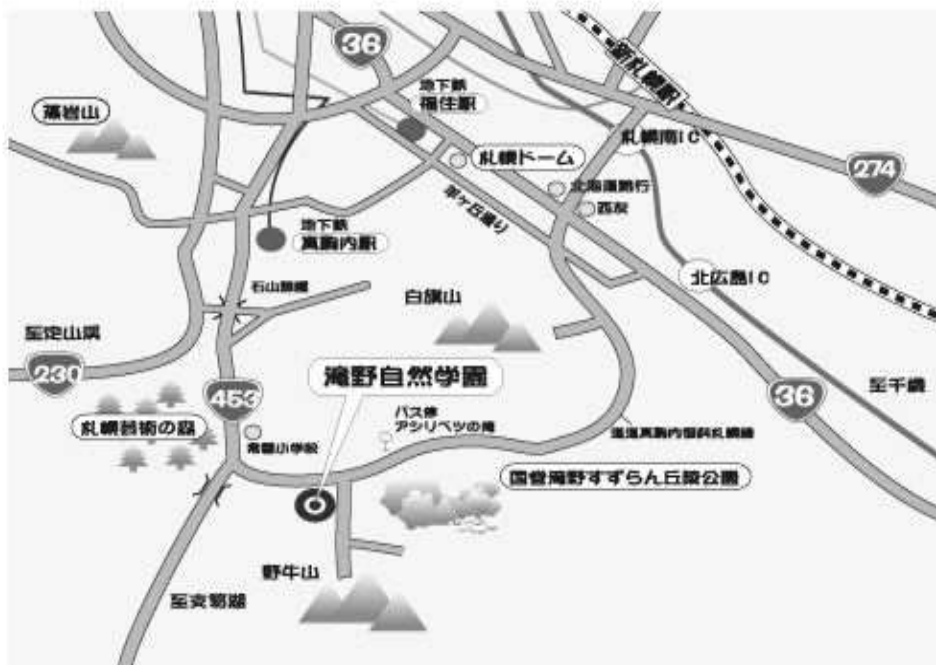 36
新札幌駅
地下鉄
福住駅
藻岩山
札幌南IC
札幌ドーム
274
北海道銀行
西友
羊ヶ丘通り
地下鉄
真駒内駅
北広島IC
石山陸橋
白旗山
至定山渓
230
滝野自然学園
453
36
至千歳
バス停
アシリベツの滝
札幌芸術の森
常盤小学校
道道真駒内御料札幌線
国営滝野すずらん丘陵公園
野牛山
至支笏湖